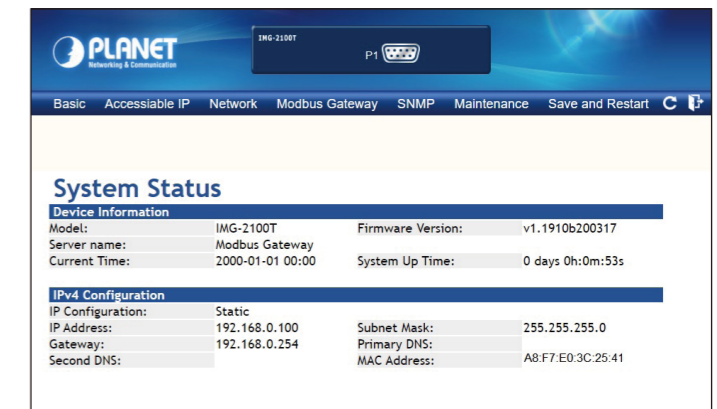 PLANET
Networking & Communication
IMG-2100T
P1
Basic Accessiable IP Network Modbus Gateway SNMP Maintenance Save and Restart
System Status
Device Information
Model: IMG-2100T Firmware Version: v1.1910b200317
Server name: Modbus Gateway
Current Time: 2000-01-01 00:00 System Up Time: 0 days 0h:0m:53s
IPv4 Configuration
IP Configuration: Static
IP Address: 192.168.0.100 Subnet Mask: 255.255.255.0
Gateway: 192.168.0.254 Primary DNS:
Second DNS: MAC Address: A8:F7:E0:3C:25:41